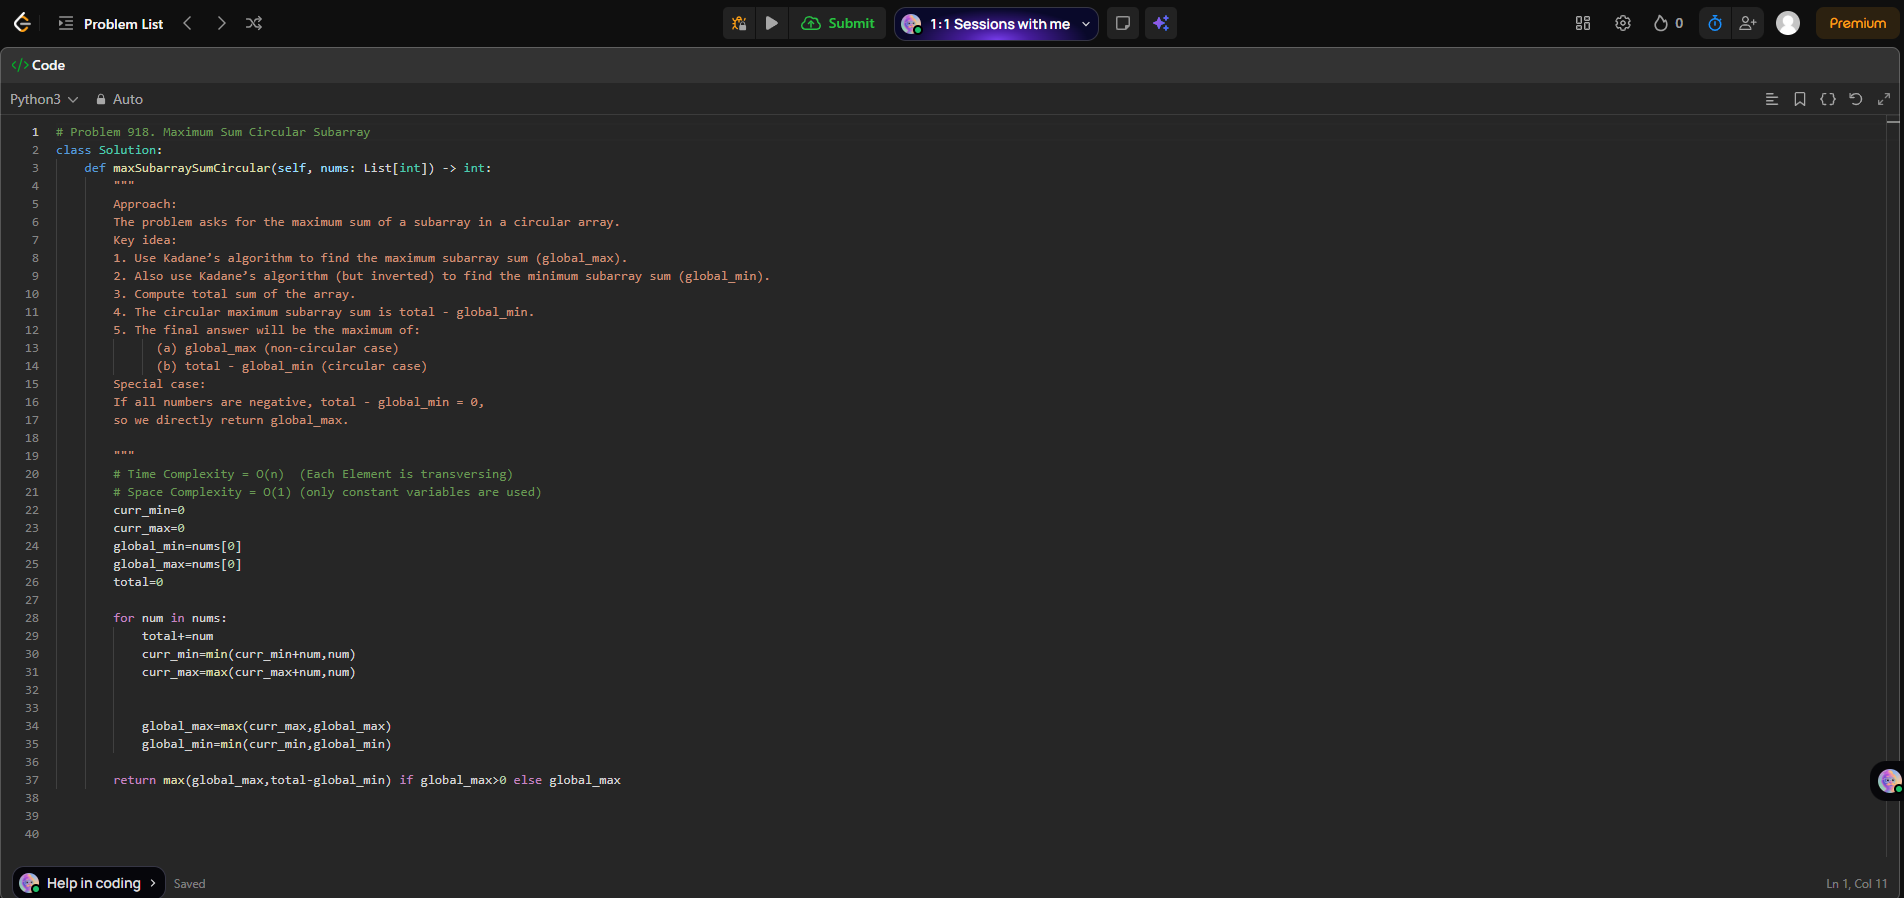 Problem List
Submit
1:1 Sessions with me
0
Premium
</> Code
Python3
Auto
1 # Problem 918. Maximum Sum Circular Subarray
2 class Solution:
3 def maxSubarraySumCircular(self, nums: List[int]) -> int:
4 """
5 Approach:
6 The problem asks for the maximum sum of a subarray in a circular array.
7 Key idea:
8 1. Use Kadane’s algorithm to find the maximum subarray sum (global_max).
9 2. Also use Kadane’s algorithm (but inverted) to find the minimum subarray sum (global_min).
10 3. Compute total sum of the array.
11 4. The circular maximum subarray sum is total - global_min.
12 5. The final answer will be the maximum of:
13 (a) global_max (non-circular case)
14 (b) total - global_min (circular case)
15 Special case:
16 If all numbers are negative, total - global_min = 0,
17 so we directly return global_max.
18
19 """
20 # Time Complexity = O(n)  (Each Element is transversing)
21 # Space Complexity = O(1) (only constant variables are used)
22 curr_min=0
23 curr_max=0
24 global_min=nums[0]
25 global_max=nums[0]
26 total=0
27
28 for num in nums:
29 total+=num
30 curr_min=min(curr_min+num,num)
31 curr_max=max(curr_max+num,num)
32
33
34 global_max=max(curr_max,global_max)
35 global_min=min(curr_min,global_min)
36
37 return max(global_max,total-global_min) if global_max>0 else global_max
38
39
40
Help in coding
Saved
Ln 1, Col 11